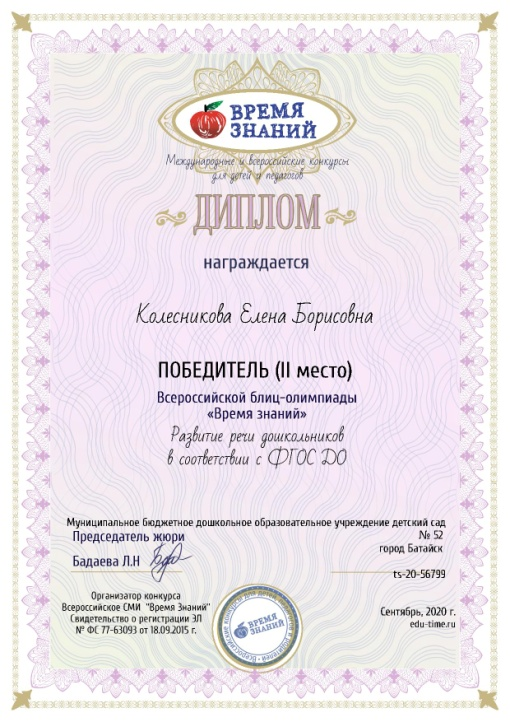 ВРЕМЯ
ЗНАНИЙ
Международные и всероссийские конкурсы
для детей и педагогов
ДИПЛОМ
награждается
Колесникова Елена Борисовна
ПОБЕДИТЕЛЬ (II место)
Всероссийской блиц-олимпиады
«Время знаний»
Развитие речи дошкольников
в соответствии с ФГОС ДО
Муниципальное бюджетное дошкольное образовательное учреждение детский сад
№ 52
город Батайск
Председатель жюри
Бадаева Л.Н
ts-20-56799
Организатор конкурса
Всероссийское СМИ "Время Знаний"
Свидетельство о регистрации ЭЛ
№ ФС 77-63093 от 18.09.2015 г.
ВРЕМЯ
ЗНАНИЙ
Сентябрь, 2020 г.
edu-time.ru